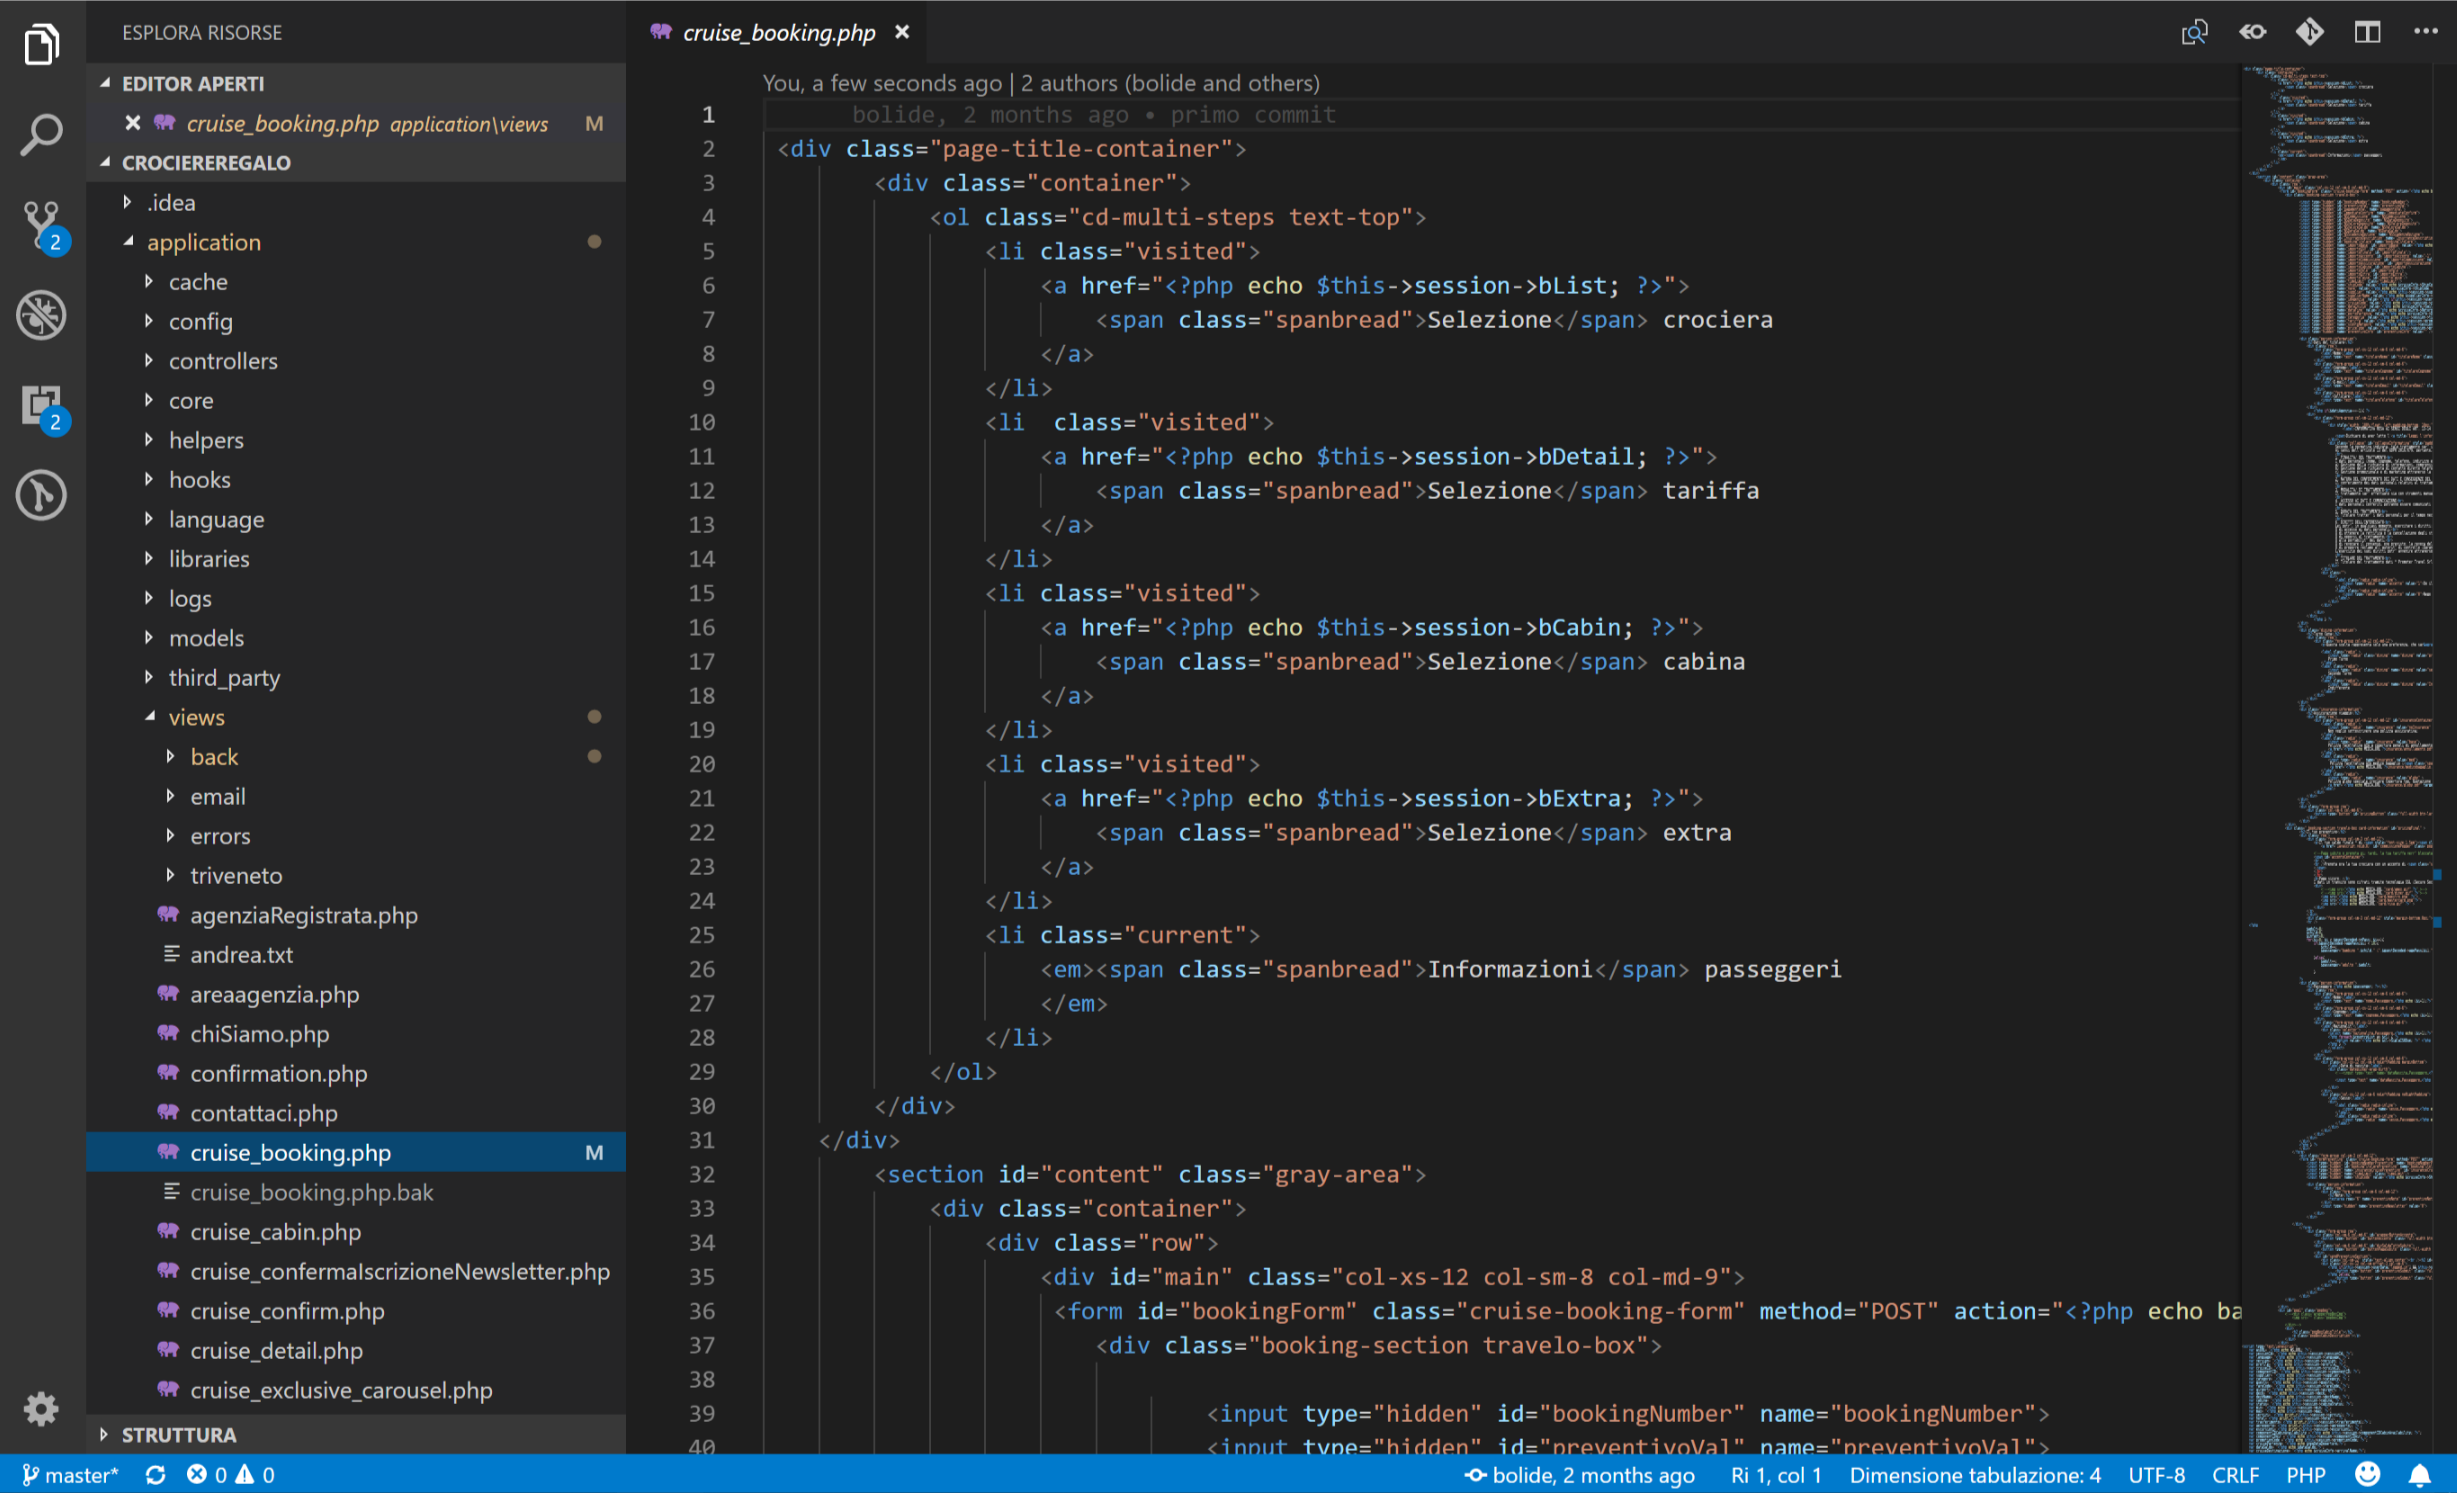 ESPLORA RISORSE
EDITOR APERTI
cruise_booking.php application\views M
CROCIEREREGALO
.idea
application
cache
config
controllers
core
helpers
hooks
language
libraries
logs
models
third_party
views
back
email
errors
triveneto
agenziaRegistrata.php
andrea.txt
areaagenzia.php
chiSiamo.php
confirmation.php
contattaci.php
cruise_booking.php M
cruise_booking.php.bak
cruise_cabin.php
cruise_confermaIscrizioneNewsletter.php
cruise_confirm.php
cruise_detail.php
cruise_exclusive_carousel.php
STRUTTURA
2
2
cruise_booking.php
You, a few seconds ago | 2 authors (bolide and others)
1 bolide, 2 months ago • primo commit
2 <div class="page-title-container">
3 <div class="container">
4 <ol class="cd-multi-steps text-top">
5 <li class="visited">
6 <a href="<?php echo $this->session->bList; ?>">
7 <span class="spanbread">Selezione</span> crociera
8 </a>
9 </li>
10 <li  class="visited">
11 <a href="<?php echo $this->session->bDetail; ?>">
12 <span class="spanbread">Selezione</span> tariffa
13 </a>
14 </li>
15 <li class="visited">
16 <a href="<?php echo $this->session->bCabin; ?>">
17 <span class="spanbread">Selezione</span> cabina
18 </a>
19 </li>
20 <li class="visited">
21 <a href="<?php echo $this->session->bExtra; ?>">
22 <span class="spanbread">Selezione</span> extra
23 </a>
24 </li>
25 <li class="current">
26 <em><span class="spanbread">Informazioni</span> passeggeri
27 </em>
28 </li>
29 </ol>
30 </div>
31 </div>
32 <section id="content" class="gray-area">
33 <div class="container">
34 <div class="row">
35 <div id="main" class="col-xs-12 col-sm-8 col-md-9">
36 <form id="bookingForm" class="cruise-booking-form" method="POST" action="<?php echo ba
37 <div class="booking-section travelo-box">
38
39 <input type="hidden" id="bookingNumber" name="bookingNumber">
40 <input type="hidden" id="preventivoVal" name="preventivoVal">
master* 0 0 bolide, 2 months ago Ri 1, col 1 Dimensione tabulazione: 4 UTF-8 CRLF PHP